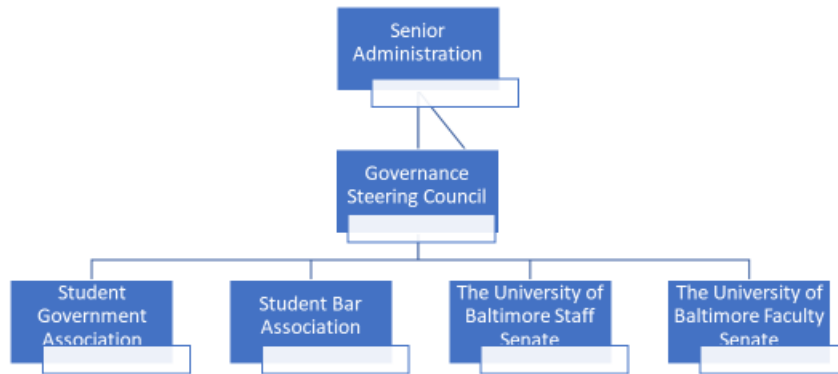 Senior
Administration
Governance
Steering Council
Student
Government
Association
Student Bar
Association
The University of
Baltimore Staff
Senate
The University of
Baltimore Faculty
Senate